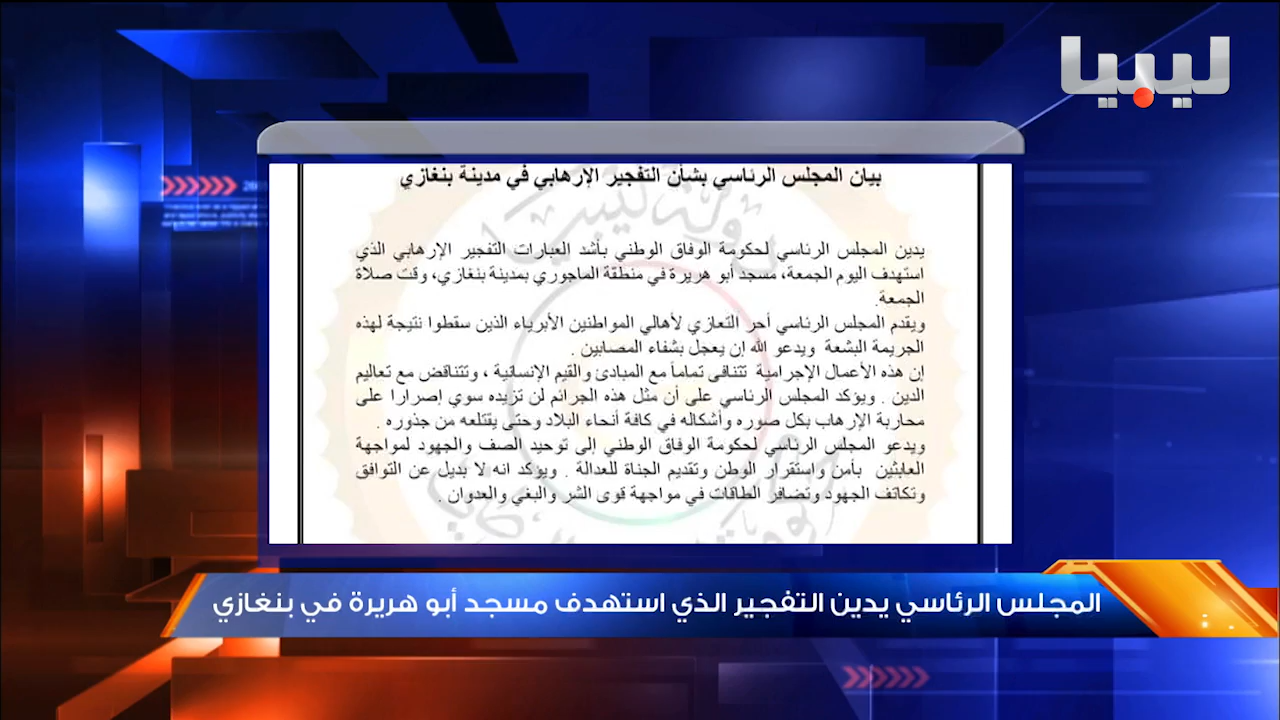 ليبيا
بيان المجلس الرئاسي بشأن التفجير الإرهابي في مدينة بنغازي
يدين المجلس الرئاسي لحكومة الوفاق الوطني بأشد العبارات التفجير الإرهابي الذي
استهدف اليوم الجمعة، مسجد أبو هريرة في منطقة الماجوري بمدينة بنغازي، وقت صلاة
الجمعة.
ويقدم المجلس الرئاسي أحر التعازي لأهالي المواطنين الأبرياء الذين سقطوا نتيجة لهذه
الجريمة البشعة ويدعو الله إن يعجل بشفاء المصابين .
إن هذه الأعمال الإجرامية تتنافى تماماً مع المبادئ والقيم الإنسانية ، وتتناقض مع تعاليم
الدين . ويؤكد المجلس الرئاسي على أن مثل هذه الجرائم لن تزيده سوي إصرارا على
محاربة الإرهاب بكل صوره وأشكاله في كافة أنحاء البلاد وحتى يقتلعه من جذوره .
ويدعو المجلس الرئاسي لحكومة الوفاق الوطني إلى توحيد الصف والجهود لمواجهة
العابثين بأمن واستقرار الوطن وتقديم الجناة للعدالة . ويؤكد انه لا بديل عن التوافق
وتكاتف الجهود وتضافر الطاقات في مواجهة قوى الشر والبغي والعدوان .
المجلس الرئاسي يدين التفجير الذي استهدف مسجد أبو هريرة في بنغازي